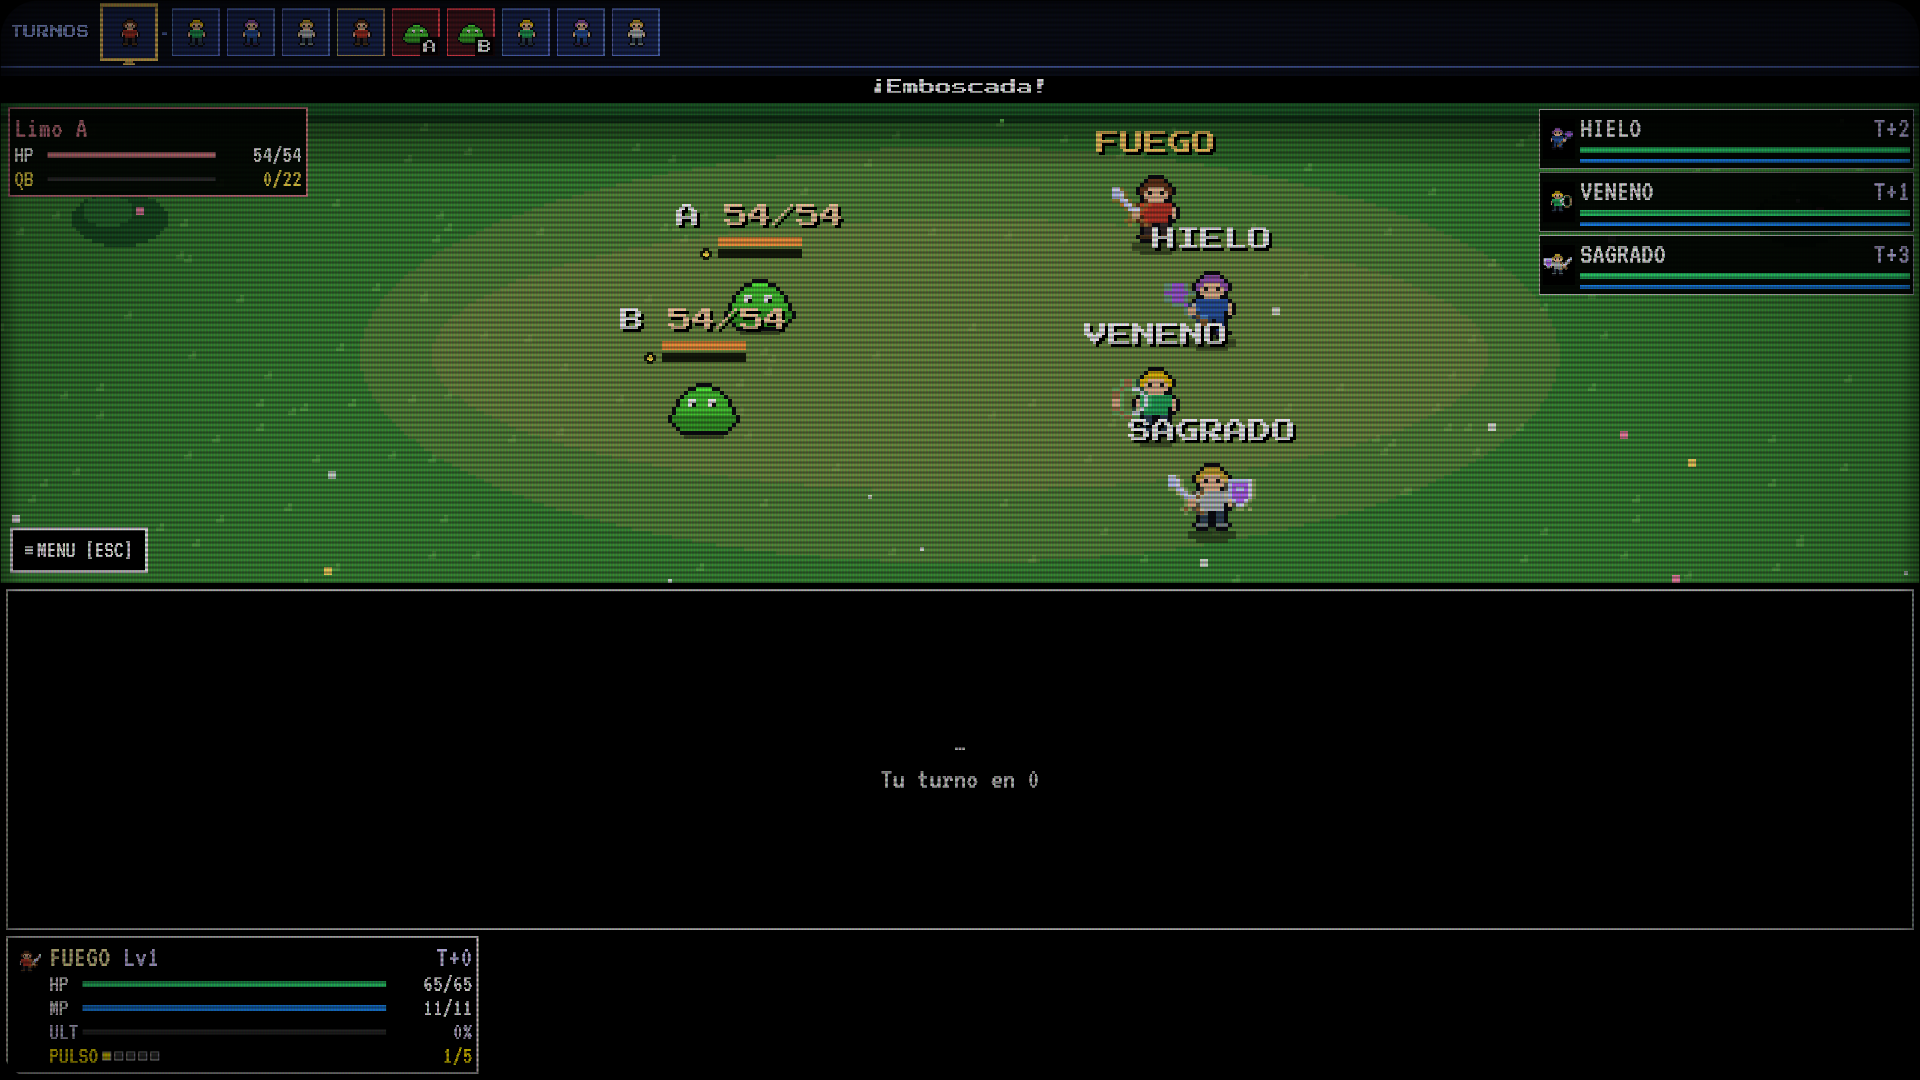 TURNOS
A
B
¡Emboscada!
Limo A
HP 54/54
QB 0/22
FUEGO
HIELO T+2
VENENO T+1
SAGRADO T+3
A 54/54
HIELO
B 54/54
VENENO
SAGRADO
≡MENU [ESC]
…
Tu turno en 0
FUEGO Lv1 T+0
HP 65/65
MP 11/11
ULT 0%
PULSO 1/5